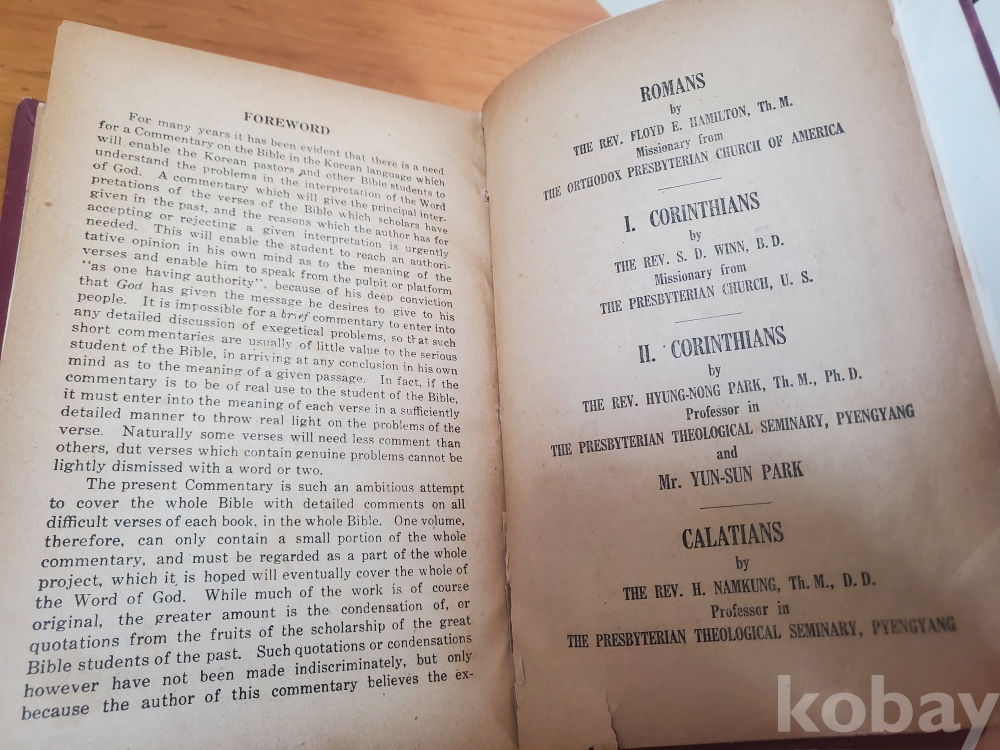 FOREWORD
For many years it has been evident that there is a need
for a Commentary on the Bible in the Korean language which
will enable the Korean pastors and other Bible students to
understand the problems in the interpretation of the Word
of God. A commentary which will give the principal inter-
pretations of the verses of the Bible which scholars have
given in the past, and the reasons which the author has for
accepting or rejecting a given interpretation is urgently
needed. This will enable the student to reach an authori-
tative opinion in his own mind as to the meaning of the
verses and enable him to speak from the pulpit or platform
"as one having authority", because of his deep conviction
that God has given the message he desires to give to his
people. It is impossible for a brief commentary to enter into
any detailed discussion of exegetical problems, so that such
short commentaries are usually of little value to the serious
student of the Bible, in arriving at any conclusion in his own
mind as to the meaning of a given passage. In fact, if the
commentary is to be of real use to the student of the Bible,
it must enter into the meaning of each verse in a sufficiently
detailed manner to throw real light on the problems of the
verse. Naturally some verses will need less comment than
others, dut verses which contain genuine problems cannot be
lightly dismissed with a word or two.
The present Commentary is such an ambitious attempt
to cover the whole Bible with detailed comments on all
difficult verses of each book, in the whole Bible. One volume,
therefore, can only contain a small portion of the whole
commentary, and must be regarded as a part of the whole
project, which it is hoped will eventually cover the whole of
the Word of God. While much of the work is of course
original, the greater amount is the condensation of, or
quotations from the fruits of the scholarship of the great
Bible students of the past. Such quotations or condensations
however have not been made indiscriminately, but only
because the author of this commentary believes the ex-
ROMANS
by
THE REV. FLOYD E. HAMILTON, Th. M.
Missionary from
THE ORTHODOX PRESBYTERIAN CHURCH OF AMERICA
I. CORINTHIANS
by
THE REV. S. D. WINN, B. D.
Missionary from
THE PRESBYTERIAN CHURCH, U. S.
II. CORINTHIANS
by
THE REV. HYUNG-NONG PARK, Th. M., Ph. D.
Professor in
THE PRESBYTERIAN THEOLOGICAL SEMINARY, PYENGYANG
and
Mr. YUN-SUN PARK
CALATIANS
by
THE REV. H. NAMKUNG, Th. M., D. D.
Professor in
THE PRESBYTERIAN THEOLOGICAL SEMINARY, PYENGYANG
kobay